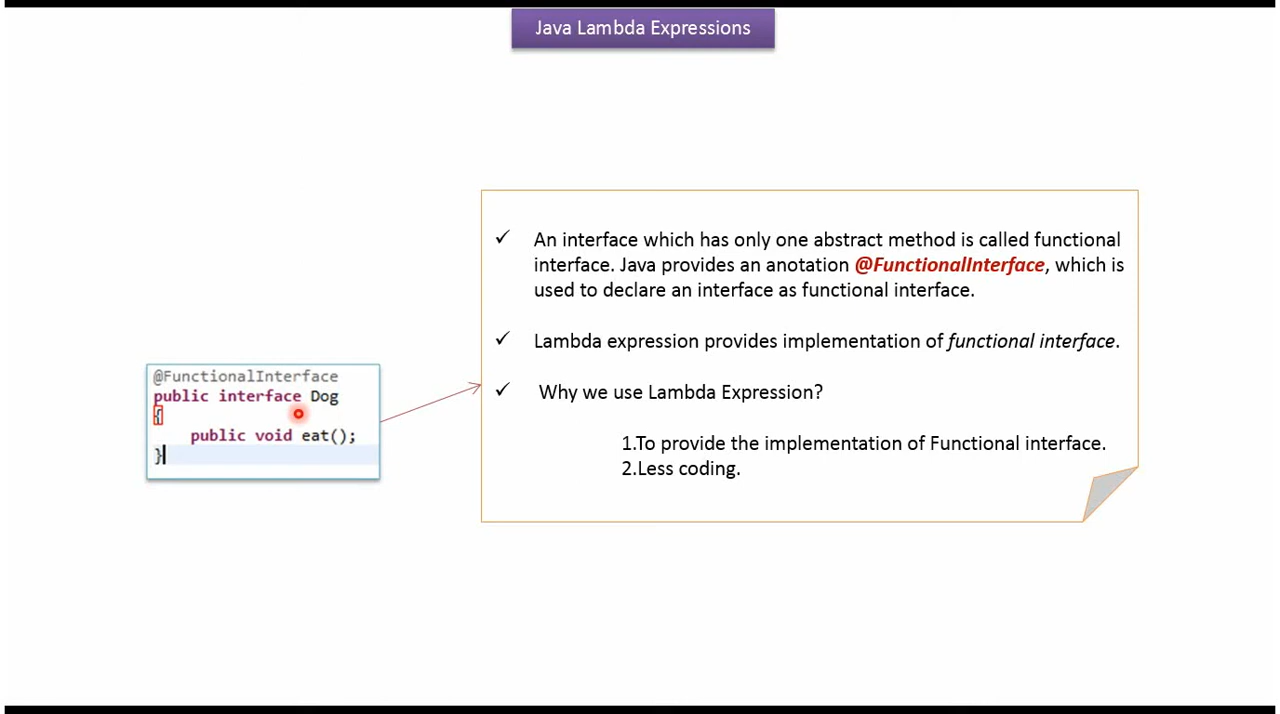 Java Lambda Expressions
✓ An interface which has only one abstract method is called functional
interface. Java provides an anotation @FunctionalInterface, which is
used to declare an interface as functional interface.
✓ Lambda expression provides implementation of functional interface.
✓ Why we use Lambda Expression?
1.To provide the implementation of Functional interface.
2.Less coding.
@FunctionalInterface
public interface Dog
{
public void eat();
}